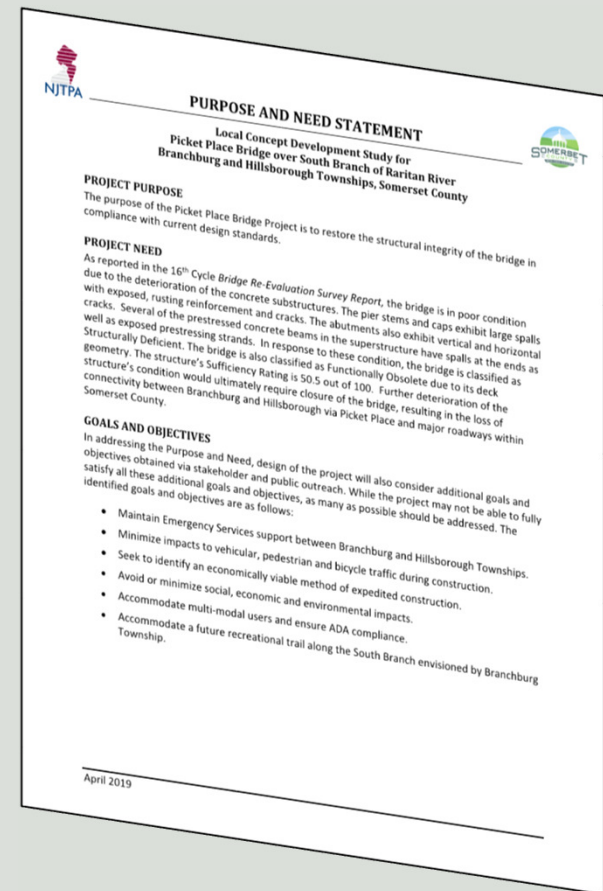 NJTPA
SOMERSET
PURPOSE AND NEED STATEMENT
Local Concept Development Study for
Picket Place Bridge over South Branch of Raritan River
Branchburg and Hillsborough Townships, Somerset County
PROJECT PURPOSE
The purpose of the Picket Place Bridge Project is to restore the structural integrity of the bridge in
compliance with current design standards.
PROJECT NEED
As reported in the 16th Cycle Bridge Re-Evaluation Survey Report, the bridge is in poor condition
due to the deterioration of the concrete substructures. The pier stems and caps exhibit large spalls
with exposed, rusting reinforcement and cracks. The abutments also exhibit vertical and horizontal
cracks. Several of the prestressed concrete beams in the superstructure have spalls at the ends as
well as exposed prestressing strands. In response to these condition, the bridge is classified as
Structurally Deficient. The bridge is also classified as Functionally Obsolete due to its deck
geometry. The structure's Sufficiency Rating is 50.5 out of 100. Further deterioration of the
structure's condition would ultimately require closure of the bridge, resulting in the loss of
connectivity between Branchburg and Hillsborough via Picket Place and major roadways within
Somerset County.
GOALS AND OBJECTIVES
In addressing the Purpose and Need, design of the project will also consider additional goals and
objectives obtained via stakeholder and public outreach. While the project may not be able to fully
satisfy all these additional goals and objectives, as many as possible should be addressed. The
identified goals and objectives are as follows:
• Maintain Emergency Services support between Branchburg and Hillsborough Townships.
• Minimize impacts to vehicular, pedestrian and bicycle traffic during construction.
• Seek to identify an economically viable method of expedited construction.
• Avoid or minimize social, economic and environmental impacts.
• Accommodate multi-modal users and ensure ADA compliance.
• Accommodate a future recreational trail along the South Branch envisioned by Branchburg
Township.
April 2019